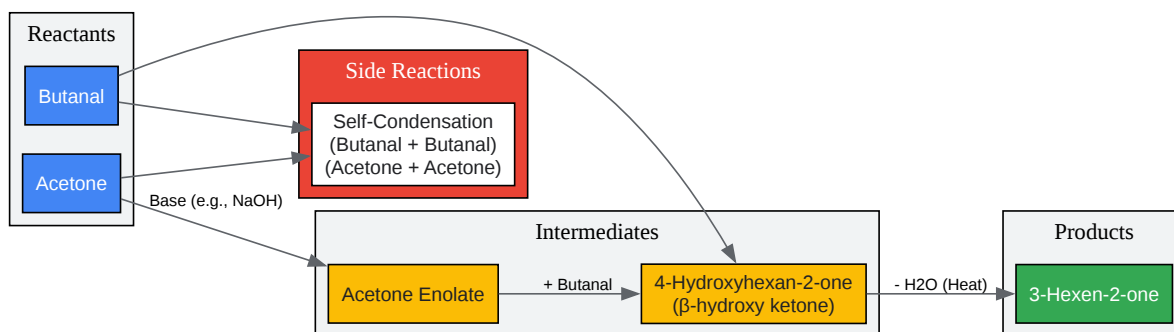 Reactants
Butanal
Acetone
Side Reactions
Self-Condensation
(Butanal + Butanal)
(Acetone + Acetone)
Base (e.g., NaOH)
Intermediates
Acetone Enolate
+ Butanal
4-Hydroxyhexan-2-one
(β-hydroxy ketone)
- H2O (Heat)
Products
3-Hexen-2-one